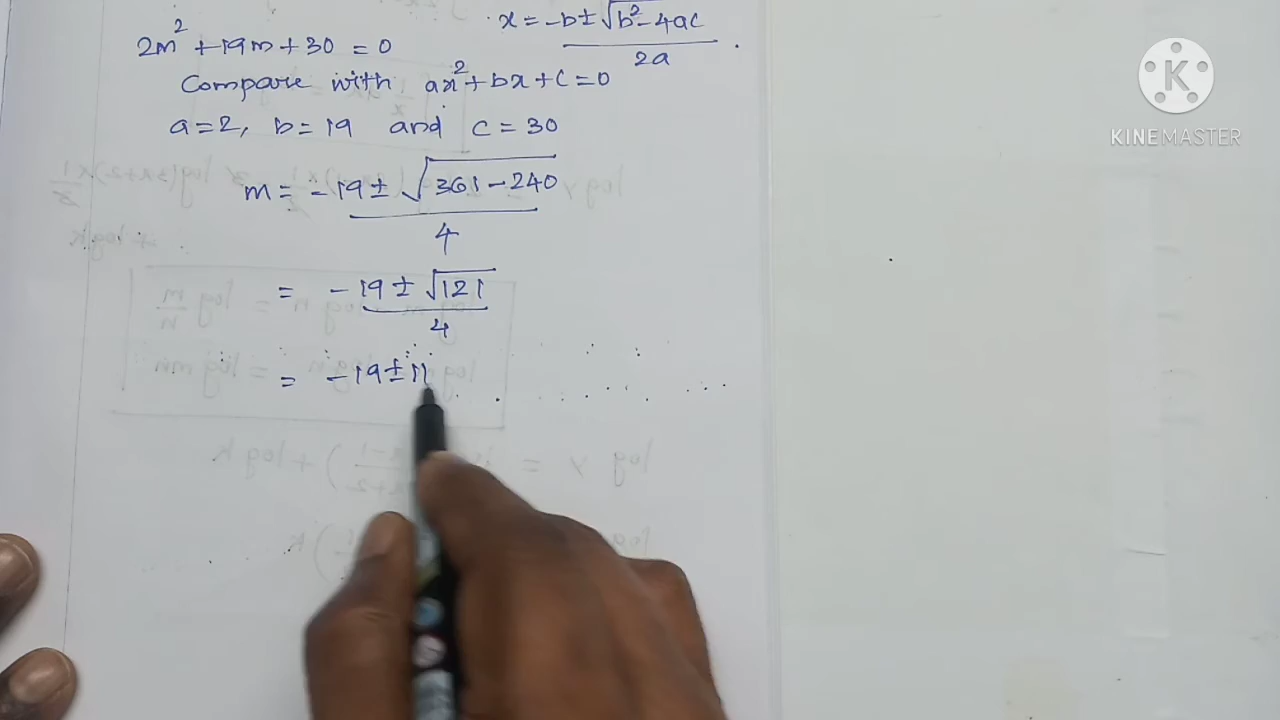 x = -b ± √b² - 4ac
2a
2m² + 19m + 30 = 0
Compare with ax² + bx + c = 0
a = 2, b = 19 and c = 30
m = -19 ± √361 - 240
4
= -19 ± √121
4
= -19 ± 11
K
KINEMASTER